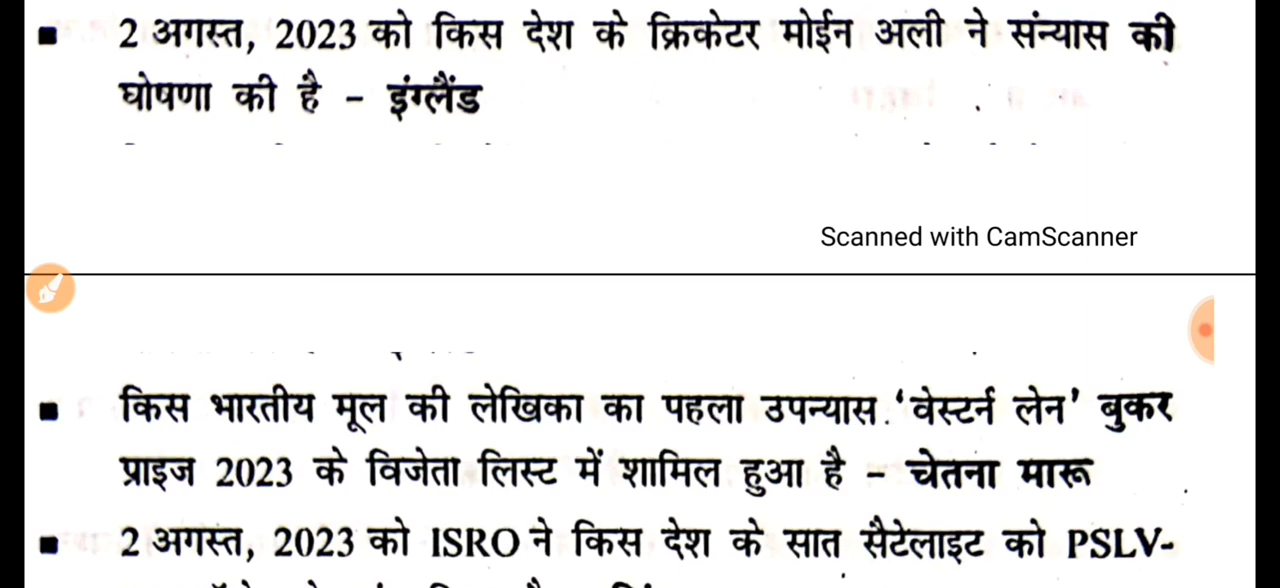 2 अगस्त, 2023 को किस देश के क्रिकेटर मोईन अली ने संन्यास की
घोषणा की है - इंग्लैंड
Scanned with CamScanner
किस भारतीय मूल की लेखिका का पहला उपन्यास 'वेस्टर्न लेन' बुकर
प्राइज 2023 के विजेता लिस्ट में शामिल हुआ है - चेतना मारू
2 अगस्त, 2023 को ISRO ने किस देश के सात सैटेलाइट को PSLV-